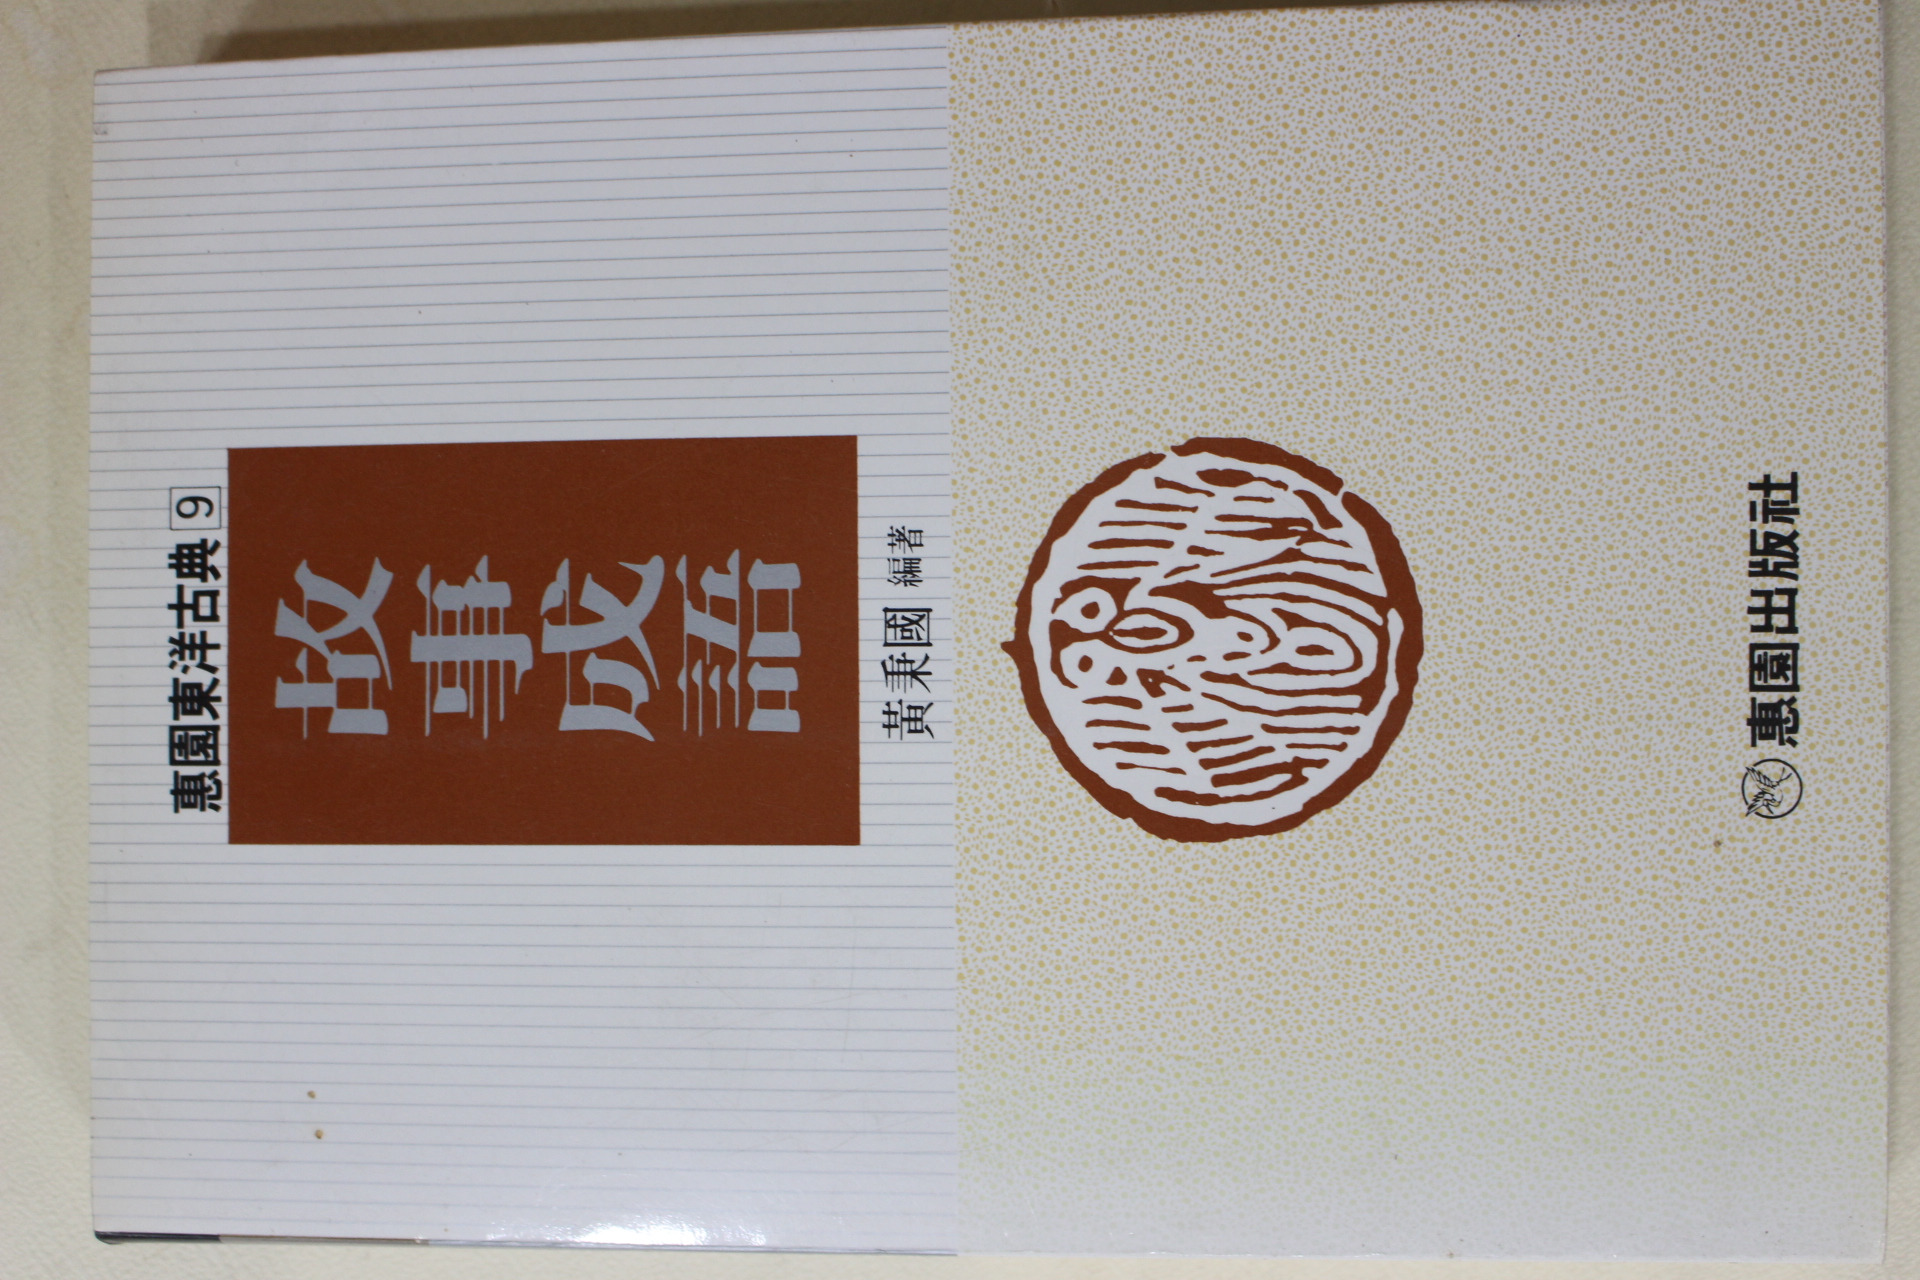 惠園東洋古典 9
故事成語
黃秉國 編著
惠園出版社